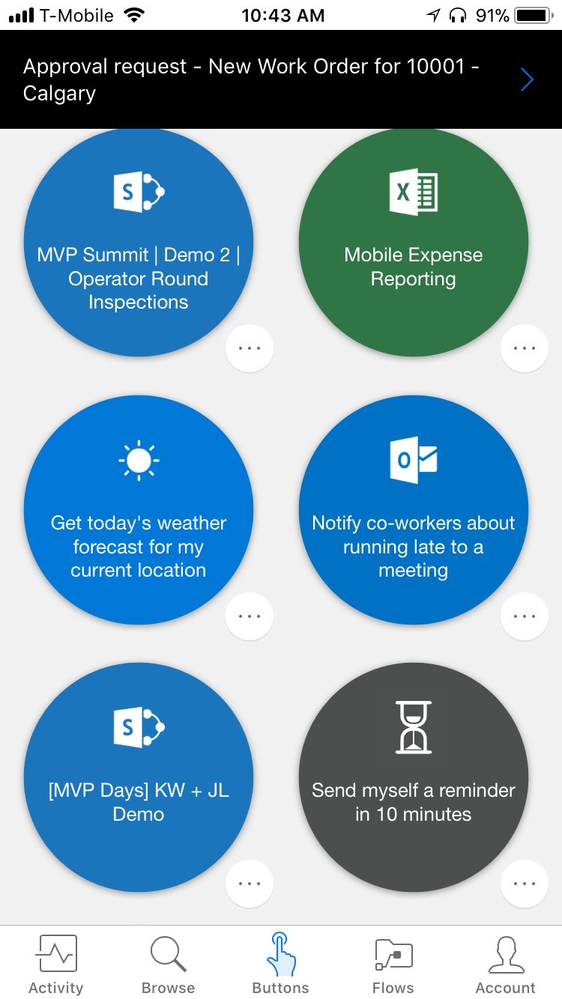 T-Mobile 10:43 AM 91%
Approval request - New Work Order for 10001 -
Calgary
S
MVP Summit | Demo 2 |
Operator Round
Inspections
X
Mobile Expense
Reporting
Get today's weather
forecast for my
current location
O
Notify co-workers about
running late to a
meeting
S
[MVP Days] KW + JL
Demo
Send myself a reminder
in 10 minutes
Activity Browse Buttons Flows Account